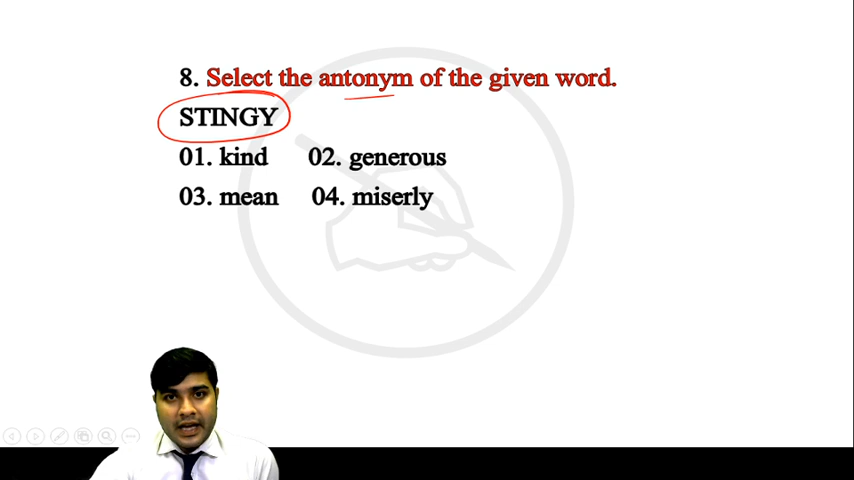 8. Select the antonym of the given word.
STINGY
01. kind 02. generous
03. mean 04. miserly